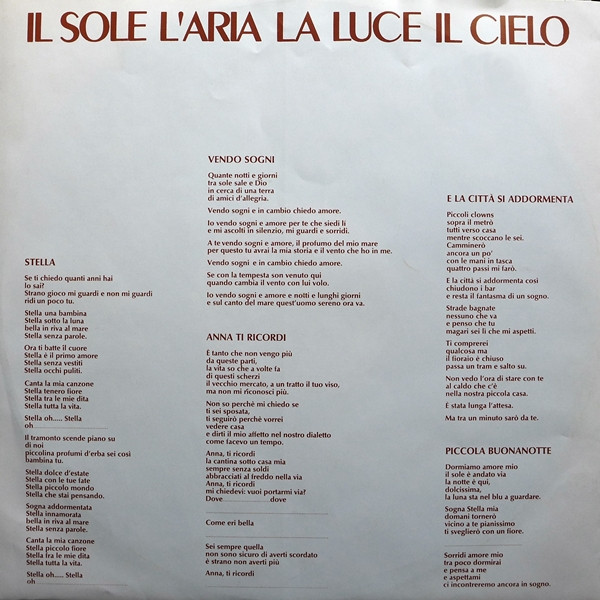 IL SOLE L'ARIA LA LUCE IL CIELO
STELLA
Se ti chiedo quanti anni hai
lo sai?
Strano gioco mi guardi e non mi guardi
ridi un poco tu.
Stella una bambina
Stella sotto la luna
bella in riva al mare
Stella senza parole.
Ora ti batte il cuore
Stella è il primo amore
Stella senza vestiti
Stella occhi puliti.
Canta la mia canzone
Stella tenero fiore
Stella tra le mie dita
Stella tutta la vita.
Stella oh..... Stella
oh
Il tramonto scende piano su
di noi
piccolina profumi d'erba sei così
bambina tu.
Stella dolce d'estate
Stella con le tue fate
Stella piccolo mondo
Stella che stai pensando.
Sogna addormentata
Stella innamorata
bella in riva al mare
Stella senza parole.
Canta la mia canzone
Stella piccolo fiore
Stella fra le mie dita
Stella tutta la vita.
Stella oh..... Stella
oh
VENDO SOGNI
Quante notti e giorni
tra sole sale e Dio
in cerca di una terra
di amici d'allegria.
Vendo sogni e in cambio chiedo amore.
Io vendo sogni e amore per te che siedi lì
e mi ascolti in silenzio, mi guardi e sorridi.
A te vendo sogni e amore, il profumo del mio mare
per questo tu avrai la mia storia e il vento che ho in me.
Vendo sogni e in cambio chiedo amore.
Se con la tempesta son venuto qui
quando cambia il vento con lui volo.
Io vendo sogni e amore e notti e lunghi giorni
e sul canto del mare quest'uomo sereno ora va.
ANNA TI RICORDI
È tanto che non vengo più
da queste parti,
la vita so che a volte fa
di questi scherzi
il vecchio mercato, a un tratto il tuo viso,
ma non mi riconosci più.
Non so perchè mi chiedo se
ti sei sposata,
ti seguirò perchè vorrei
vedere casa
e dirti il mio affetto nel nostro dialetto
come facevo un tempo.
Anna, ti ricordi
la cantina sotto casa mia
sempre senza soldi
abbracciati al freddo nella via
Anna, ti ricordi
mi chiedevi: vuoi portarmi via?
Dove..............dove
Come eri bella
Sei sempre quella
non sono sicuro di averti scordato
è strano non averti più
Anna, ti ricordi
E LA CITTÀ SI ADDORMENTA
Piccoli clowns
sopra il metrò
tutti verso casa
mentre scoccano le sei.
Camminerò
ancora un po'
con le mani in tasca
quattro passi mi farò.
E la città si addormenta così
chiudono i bar
e resta il fantasma di un sogno.
Strade bagnate
nessuno che va
e penso che tu
magari sei lì che mi aspetti.
Ti comprerei
qualcosa ma
il fioraio è chiuso
passa un tram e salto su.
Non vedo l'ora di stare con te
al caldo che c'è
nella nostra piccola casa.
È stata lunga l'attesa.
Ma tra un minuto sarò da te.
PICCOLA BUONANOTTE
Dormiamo amore mio
il sole è andato via
la notte è qui,
dolcissima,
la luna sta nel blu a guardare.
Sogna Stella mia
domani tornerò
vicino a te pianissimo
ti sveglierò con un fiore.
Sorridi amore mio
tra poco dormirai
e pensa a me
e aspettami
ci incontreremo ancora in sogno.